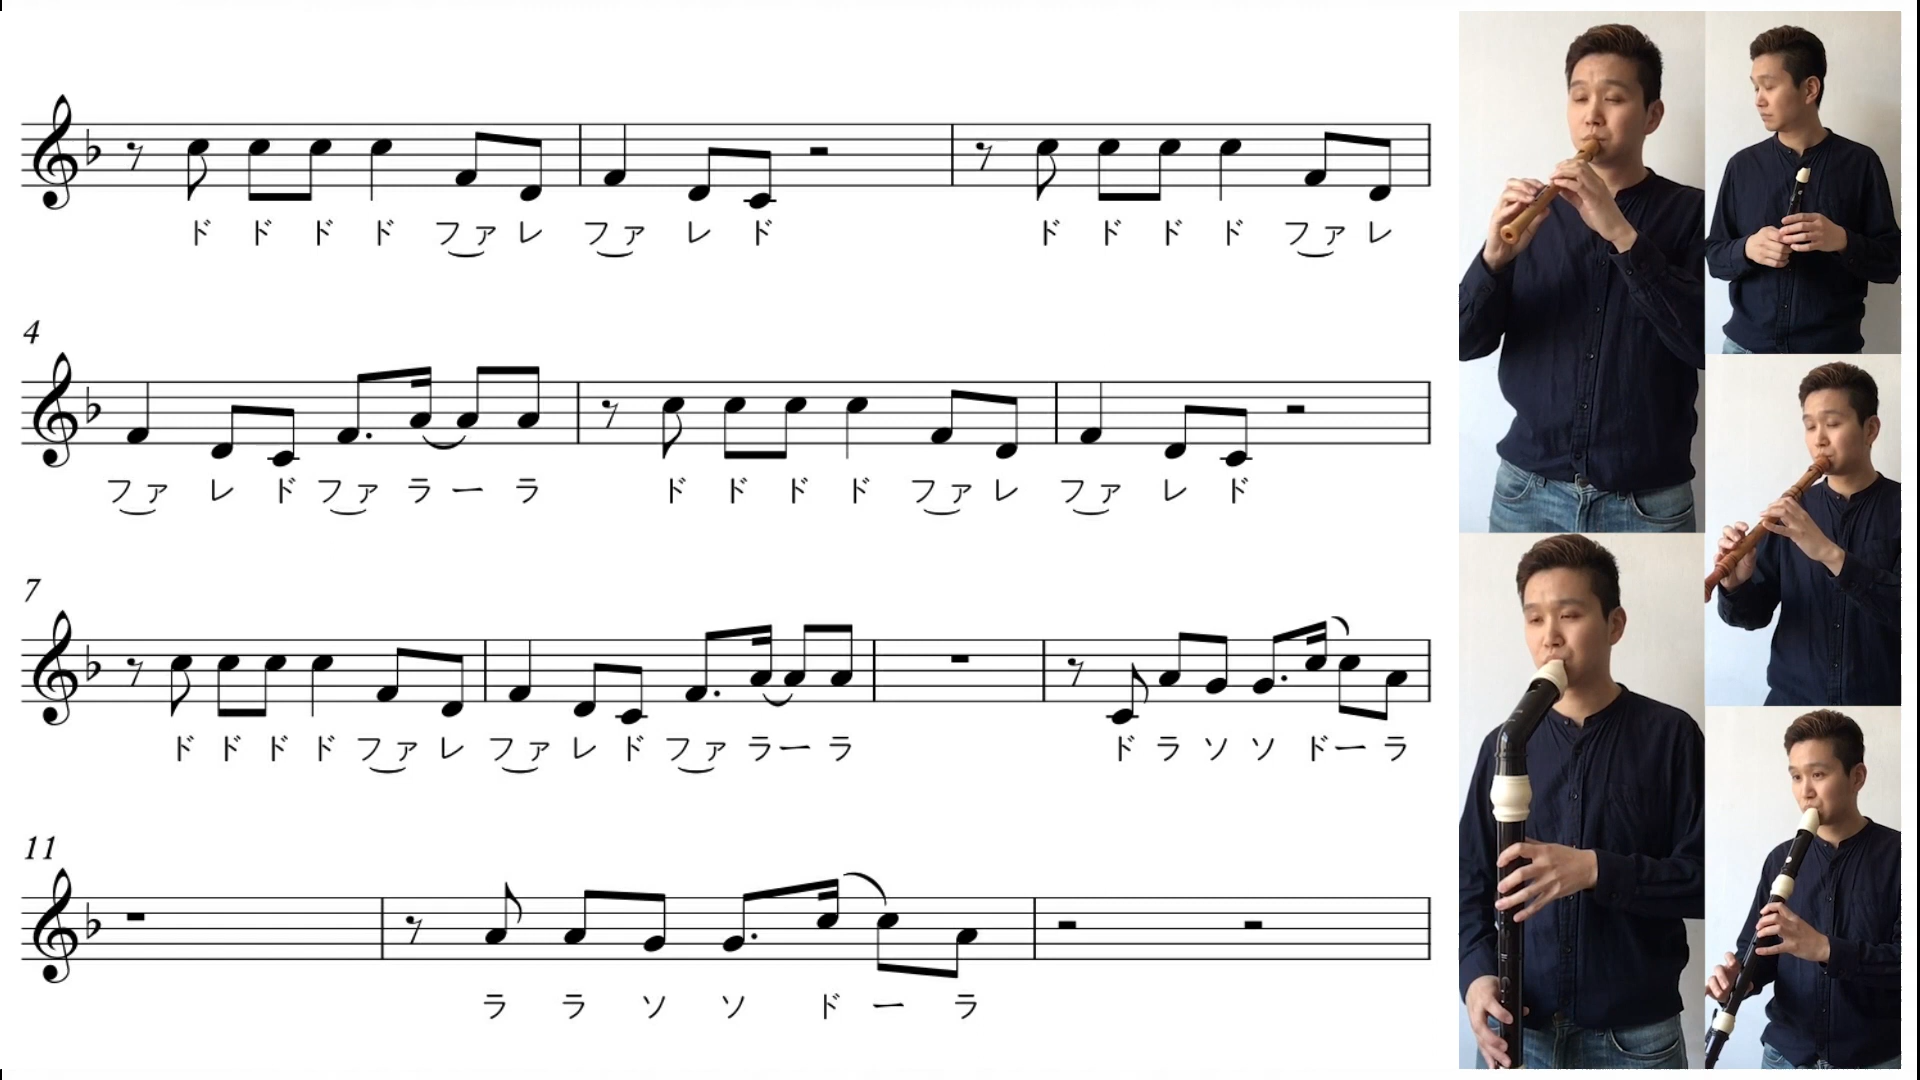 ド ド ド ド ファ レ ファ レ ド ド ド ド ド ファ レ
4
ファ レ ド ファ ラ ー ラ ド ド ド ド ファ レ ファ レ ド
7
ド ド ド ド ファ レ ファ レ ド ファ ラー ラ ド ラ ソ ソ ドー ラ
11
ラ ラ ソ ソ ド ー ラ